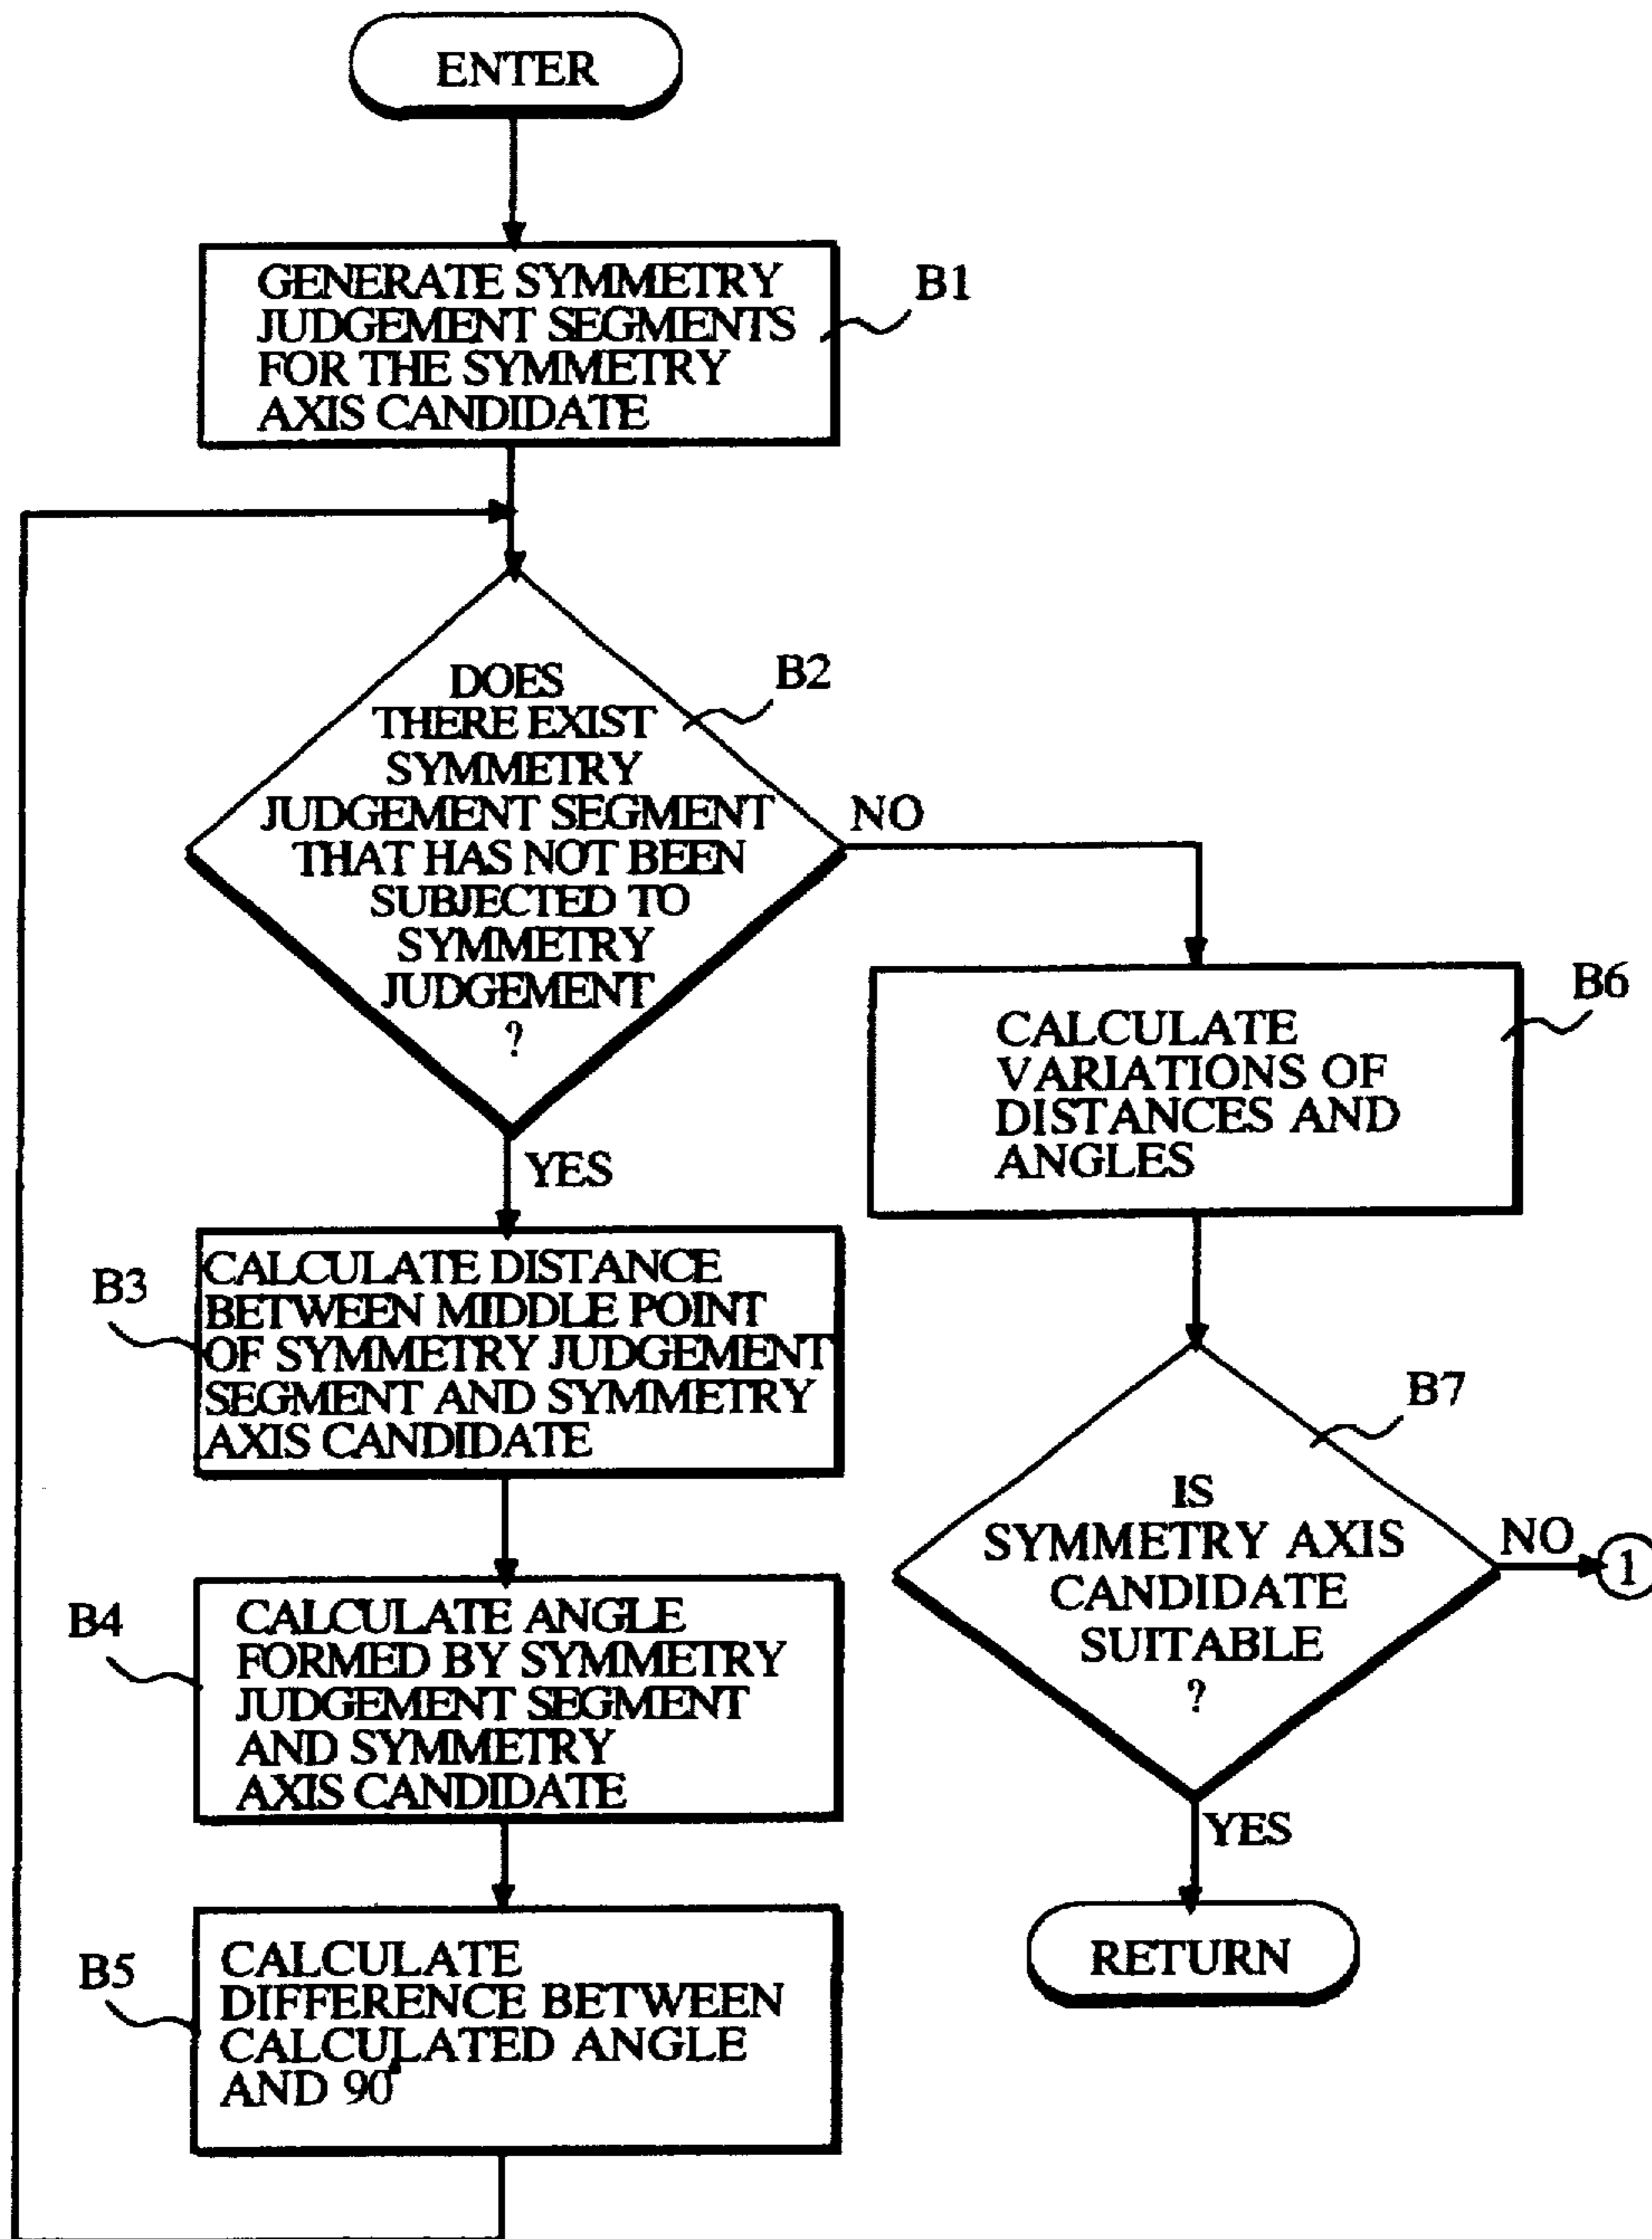 ENTER
GENERATE SYMMETRY
JUDGEMENT SEGMENTS
FOR THE SYMMETRY
AXIS CANDIDATE
B1
DOES
THERE EXIST
SYMMETRY
JUDGEMENT SEGMENT
THAT HAS NOT BEEN
SUBJECTED TO
SYMMETRY
JUDGEMENT
?
B2
NO
YES
B3
CALCULATE DISTANCE
BETWEEN MIDDLE POINT
OF SYMMETRY JUDGEMENT
SEGMENT AND SYMMETRY
AXIS CANDIDATE
B4
CALCULATE ANGLE
FORMED BY SYMMETRY
JUDGEMENT SEGMENT
AND SYMMETRY
AXIS CANDIDATE
B5
CALCULATE
DIFFERENCE BETWEEN
CALCULATED ANGLE
AND 90°
B6
CALCULATE
VARIATIONS OF
DISTANCES AND
ANGLES
B7
IS
SYMMETRY AXIS
CANDIDATE
SUITABLE
?
NO
1
YES
RETURN